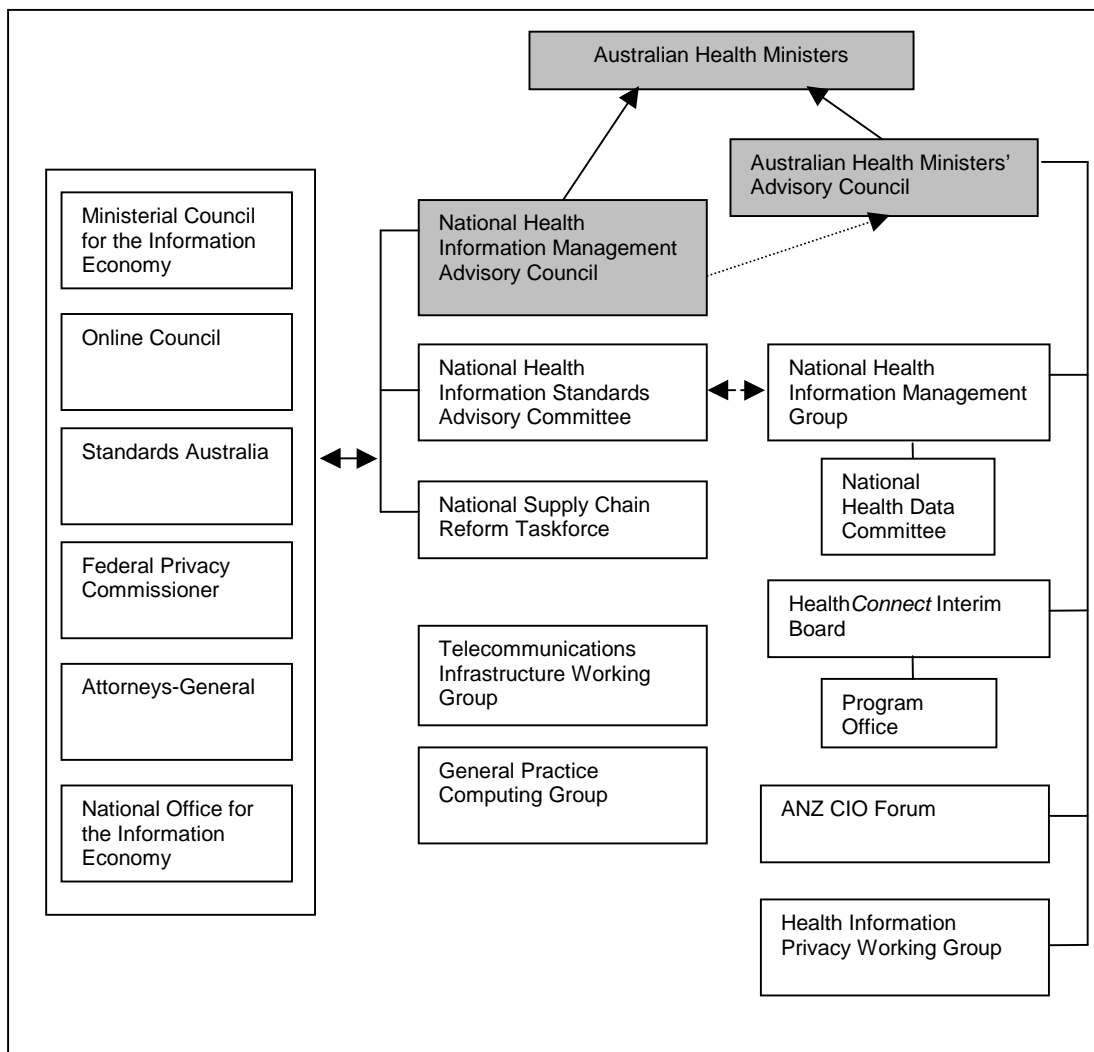 Australian Health Ministers
Australian Health Ministers’
Advisory Council
Ministerial Council
for the Information
Economy
Online Council
Standards Australia
Federal Privacy
Commissioner
Attorneys-General
National Office for
the Information
Economy
National Health
Information Management
Advisory Council
National Health
Information Standards
Advisory Committee
National Supply Chain
Reform Taskforce
Telecommunications
Infrastructure Working
Group
General Practice
Computing Group
National Health
Information Management
Group
National
Health Data
Committee
HealthConnect Interim
Board
Program
Office
ANZ CIO Forum
Health Information
Privacy Working Group